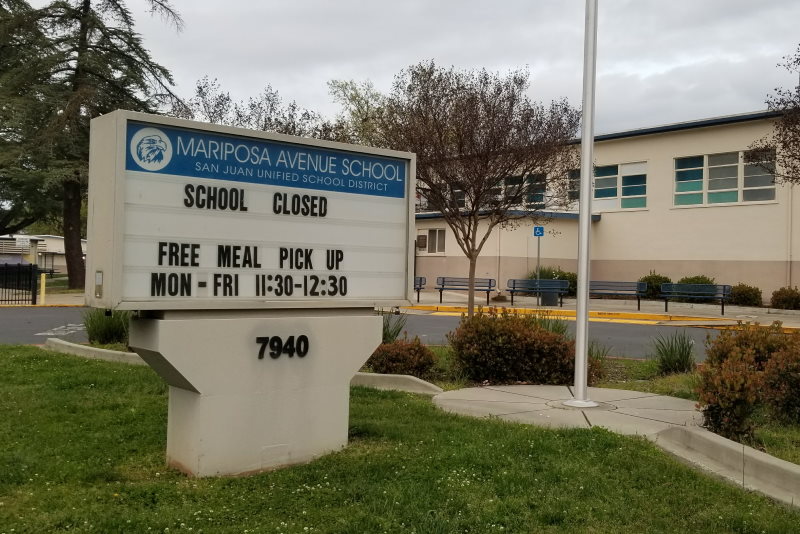 MARIPOSA AVENUE SCHOOL
SAN JUAN UNIFIED SCHOOL DISTRICT
SCHOOL CLOSED
FREE MEAL PICK UP
MON - FRI 11:30-12:30
7940